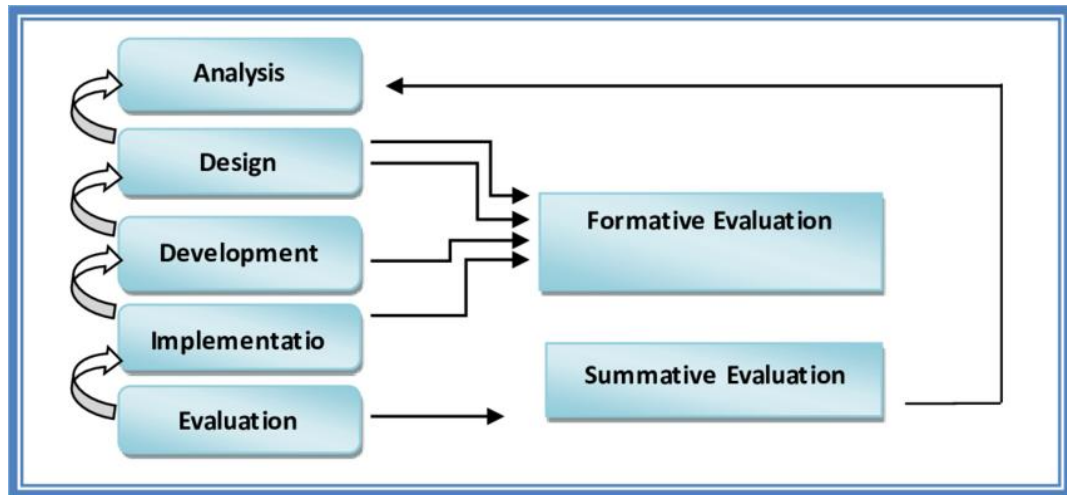 Analysis
Design
Development
Implementatio
Evaluation
Formative Evaluation
Summative Evaluation